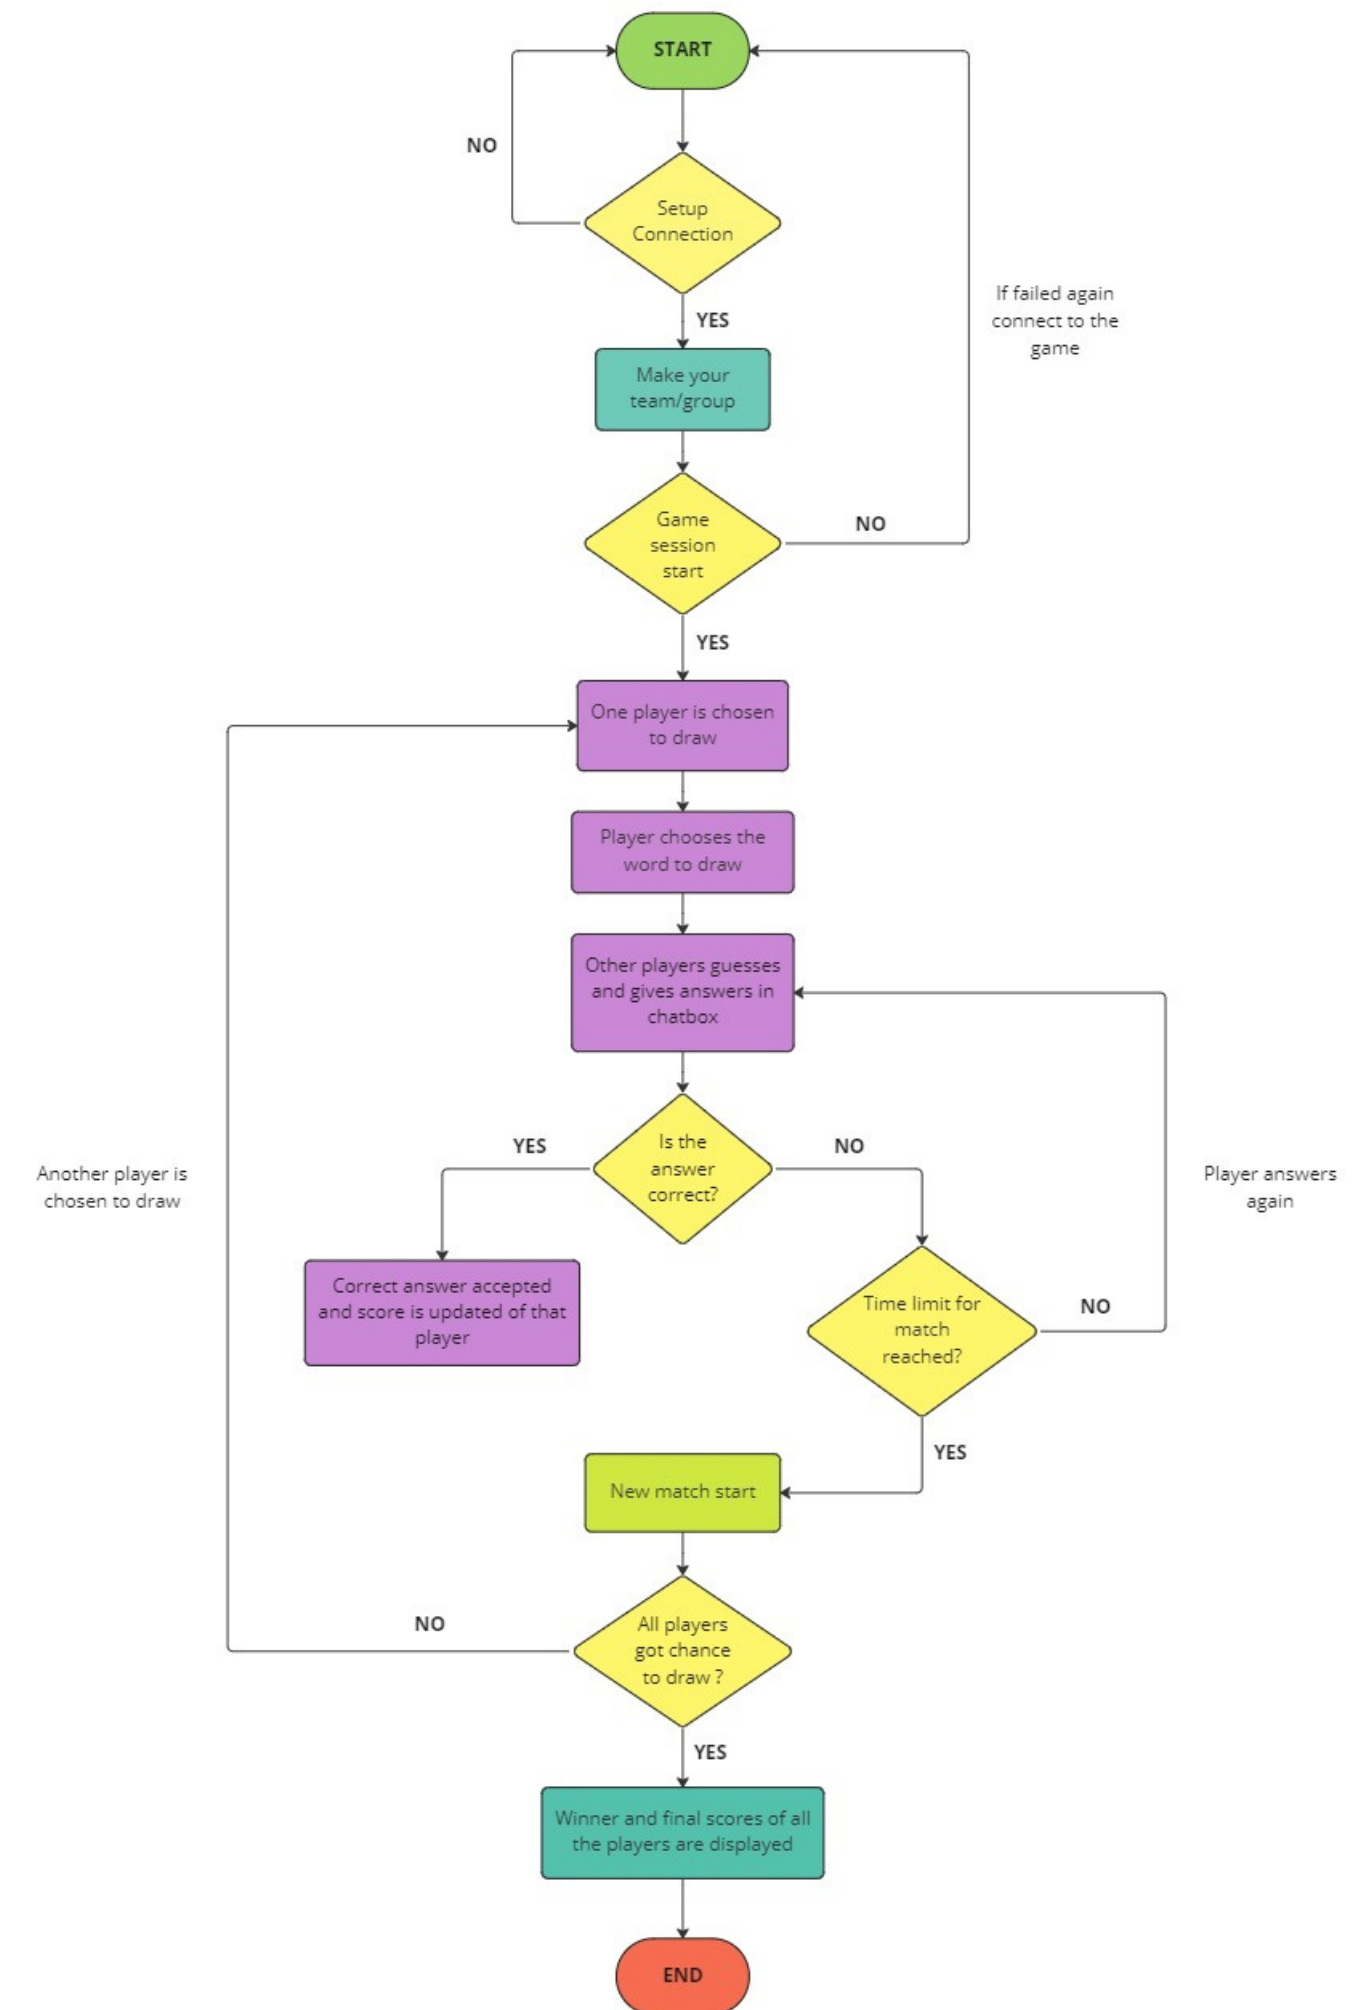 START
NO
Setup
Connection
If failed again
connect to the
game
YES
Make your
team/group
Game
session
start
NO
YES
One player is chosen
to draw
Player chooses the
word to draw
Other players guesses
and gives answers in
chatbox
YES
Is the
answer
correct?
NO
Another player is
chosen to draw
Player answers
again
Correct answer accepted
and score is updated of that
player
Time limit for
match
reached?
NO
YES
New match start
NO
All players
got chance
to draw ?
YES
Winner and final scores of all
the players are displayed
END